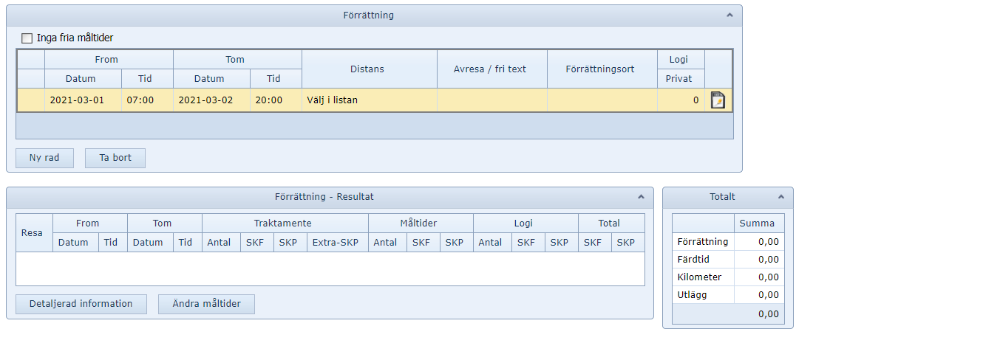 Förrättning
Inga fria måltider
From Tom Distans Avresa / fri text Förrättningsort Logi
Datum Tid Datum Tid Privat
2021-03-01 07:00 2021-03-02 20:00 Välj i listan 0
Ny rad Ta bort
Förrättning - Resultat
Resa From Tom Traktamente Måltider Logi Total
Datum Tid Datum Tid Antal SKF SKP Extra-SKP Antal SKF SKP Antal SKF SKP SKF SKP
Detaljerad information Ändra måltider
Totalt
Summa
Förrättning 0,00
Färdtid 0,00
Kilometer 0,00
Utlägg 0,00
0,00